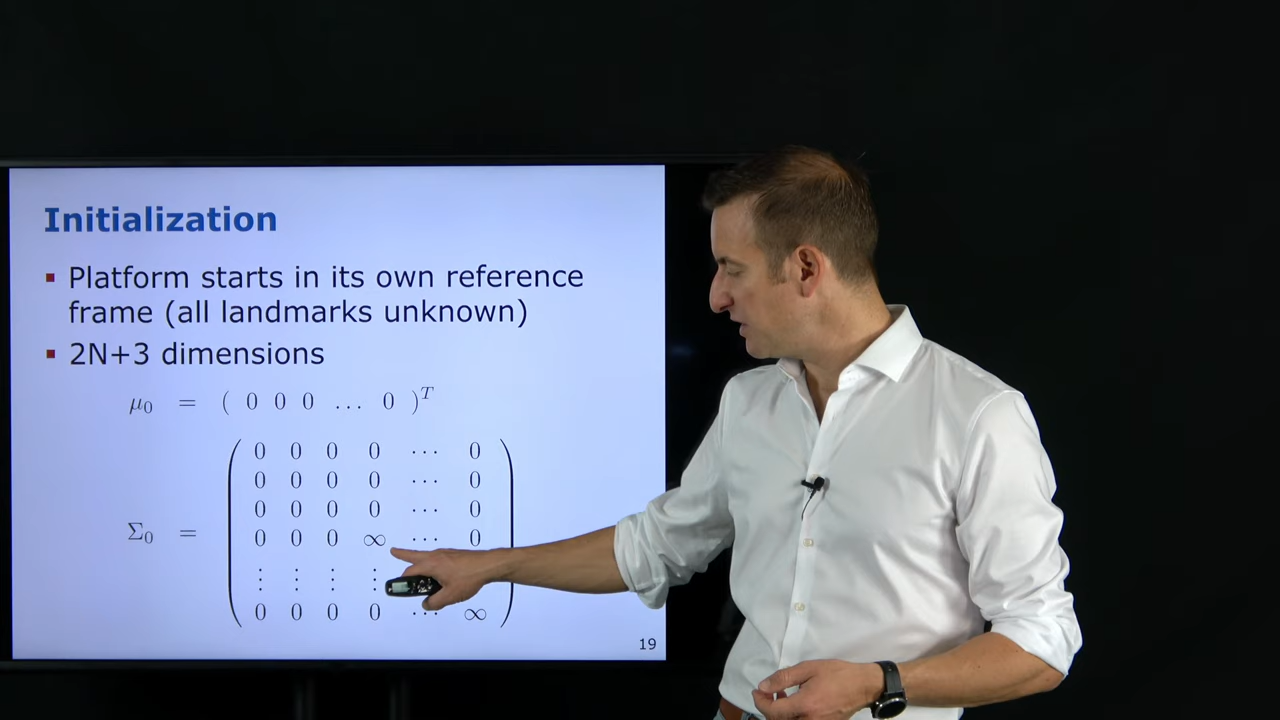 Initialization
▪ Platform starts in its own reference
frame (all landmarks unknown)
▪ 2N+3 dimensions
μ₀ = ( 0 0 0 … 0 )ᵀ
0 0 0 0 ⋯ 0
0 0 0 0 ⋯ 0
0 0 0 0 ⋯ 0
Σ₀ = 0 0 0 ∞ ⋯ 0
⋮ ⋮ ⋮ ⋮
0 0 0 0 ⋯ ∞
19